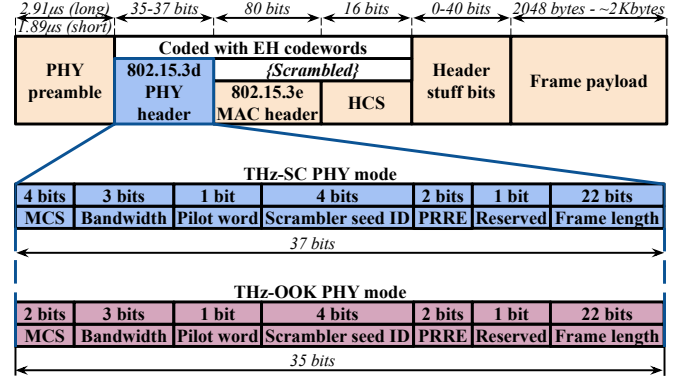 2.91μs (long) 35-37 bits 80 bits 16 bits 0-40 bits 2048 bytes - ~2Kbytes
1.89μs (short)
Coded with EH codewords
PHY preamble
802.15.3d PHY header
{Scrambled}
802.15.3e MAC header
HCS
Header stuff bits
Frame payload
THz-SC PHY mode
4 bits 3 bits 1 bit 4 bits 2 bits 1 bit 22 bits
MCS Bandwidth Pilot word Scrambler seed ID PRRE Reserved Frame length
37 bits
THz-OOK PHY mode
2 bits 3 bits 1 bit 4 bits 2 bits 1 bit 22 bits
MCS Bandwidth Pilot word Scrambler seed ID PRRE Reserved Frame length
35 bits